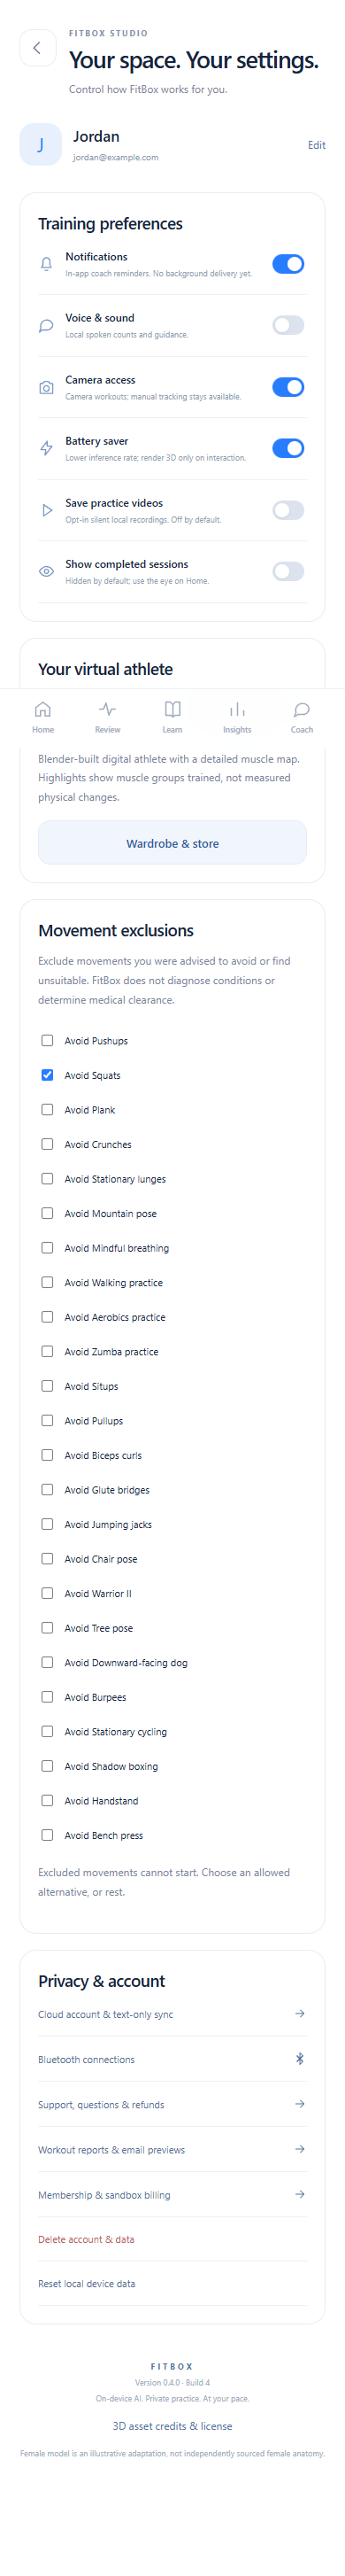 FITBOX STUDIO
Your space. Your settings.
Control how FitBox works for you.
J
Jordan
jordan@example.com
Edit
Training preferences
Notifications
In-app coach reminders. No background delivery yet.
Voice & sound
Local spoken counts and guidance.
Camera access
Camera workouts; manual tracking stays available.
Battery saver
Lower inference rate; render 3D only on interaction.
Save practice videos
Opt-in silent local recordings. Off by default.
Show completed sessions
Hidden by default; use the eye on Home.
Your virtual athlete
Home
Review
Learn
Insights
Coach
Blender-built digital athlete with a detailed muscle map.
Highlights show muscle groups trained, not measured
physical changes.
Wardrobe & store
Movement exclusions
Exclude movements you were advised to avoid or find
unsuitable. FitBox does not diagnose conditions or
determine medical clearance.
Avoid Pushups
Avoid Squats
Avoid Plank
Avoid Crunches
Avoid Stationary lunges
Avoid Mountain pose
Avoid Mindful breathing
Avoid Walking practice
Avoid Aerobics practice
Avoid Zumba practice
Avoid Situps
Avoid Pullups
Avoid Biceps curls
Avoid Glute bridges
Avoid Jumping jacks
Avoid Chair pose
Avoid Warrior II
Avoid Tree pose
Avoid Downward-facing dog
Avoid Burpees
Avoid Stationary cycling
Avoid Shadow boxing
Avoid Handstand
Avoid Bench press
Excluded movements cannot start. Choose an allowed
alternative, or rest.
Privacy & account
Cloud account & text-only sync
Bluetooth connections
Support, questions & refunds
Workout reports & email previews
Membership & sandbox billing
Delete account & data
Reset local device data
FITBOX
Version 0.4.0 · Build 4
On-device AI. Private practice. At your pace.
3D asset credits & license
Female model is an illustrative adaptation, not independently sourced female anatomy.